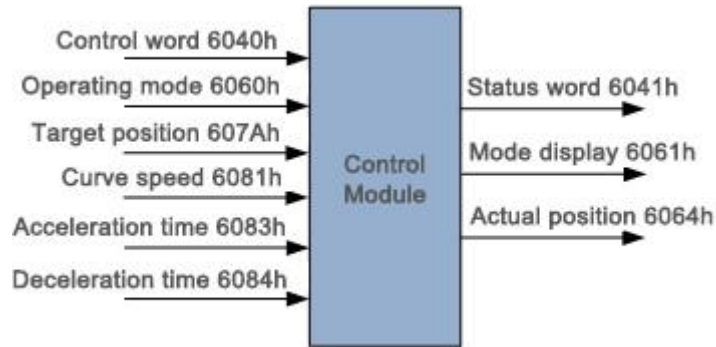 Control word 6040h
Operating mode 6060h
Target position 607Ah
Curve speed 6081h
Acceleration time 6083h
Deceleration time 6084h
Control
Module
Status word 6041h
Mode display 6061h
Actual position 6064h